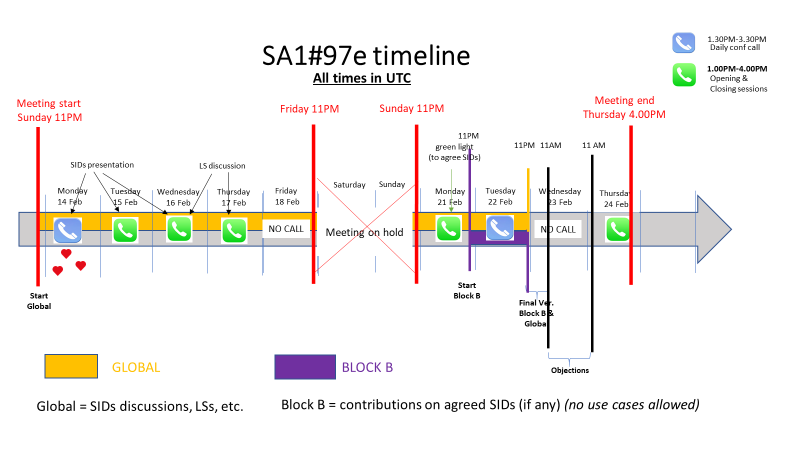 SA1#97e timeline
All times in UTC
1.30PM-3.30PM
Daily conf call
1.00PM-4.00PM
Opening &
Closing sessions
Meeting start
Sunday 11PM
Friday 11PM
Sunday 11PM
Meeting end
Thursday 4.00PM
11PM
green light
(to agree SIDs)
11PM
11AM
11 AM
SIDs presentation
LS discussion
Monday
14 Feb
Tuesday
15 Feb
Wednesday
16 Feb
Thursday
17 Feb
Friday
18 Feb
Saturday
Sunday
Monday
21 Feb
Tuesday
22 Feb
Wednesday
23 Feb
Thursday
24 Feb
NO CALL
Meeting on hold
NO CALL
Start
Global
Start
Block B
Final Ver.
Block B &
Global
Objections
GLOBAL
BLOCK B
Global = SIDs discussions, LSs, etc.
Block B = contributions on agreed SIDs (if any) (no use cases allowed)